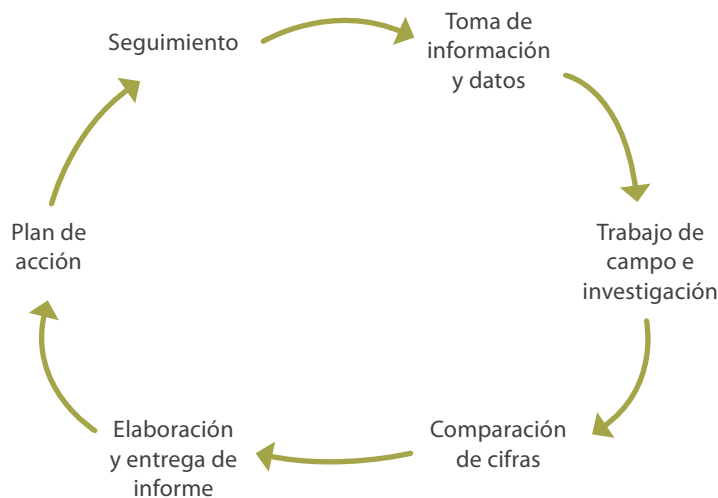 Seguimiento
Toma de
información
y datos
Trabajo de
campo e
investigación
Comparación
de cifras
Elaboración
y entrega de
informe
Plan de
acción